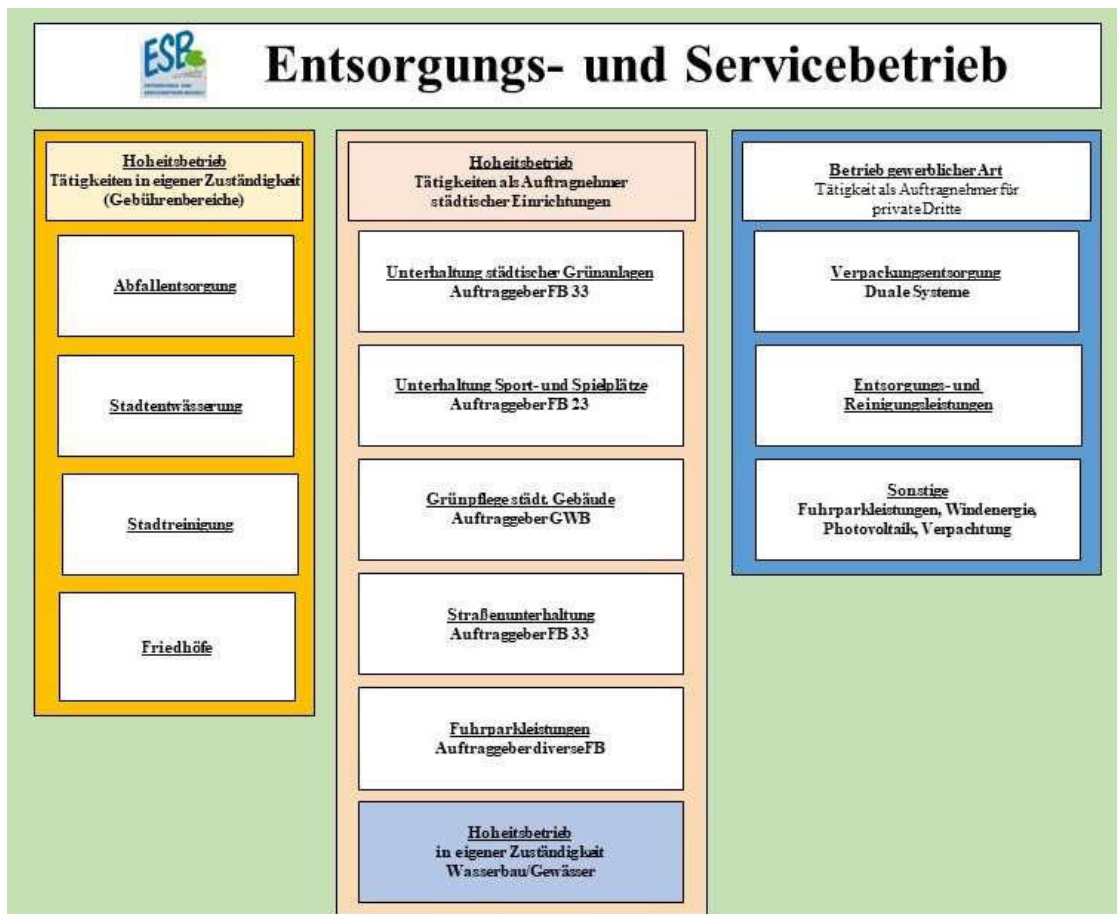 ESB
Entsorgungs- und Servicebetrieb
Hoheitsbetrieb
Tätigkeiten in eigener Zuständigkeit
(Gebührenbereiche)
Abfallentsorgung
Stadtentwässerung
Stadtreinigung
Friedhöfe
Hoheitsbetrieb
Tätigkeiten als Auftragnehmer
städtischer Einrichtungen
Unterhaltung städtischer Grünanlagen
Auftraggeber FB 33
Unterhaltung Sport- und Spielplätze
Auftraggeber FB 23
Grünpflege städt. Gebäude
Auftraggeber GWB
Straßenunterhaltung
Auftraggeber FB 33
Fuhrparkleistungen
Auftraggeber diverse FB
Hoheitsbetrieb
in eigener Zuständigkeit
Wasserbau/Gewässer
Betrieb gewerblicher Art
Tätigkeit als Auftragnehmer für
private Dritte
Verpackungsentsorgung
Duale Systeme
Entsorgungs- und
Reinigungsleistungen
Sonstige
Fuhrparkleistungen, Windenergie,
Photovoltaik, Verpachtung